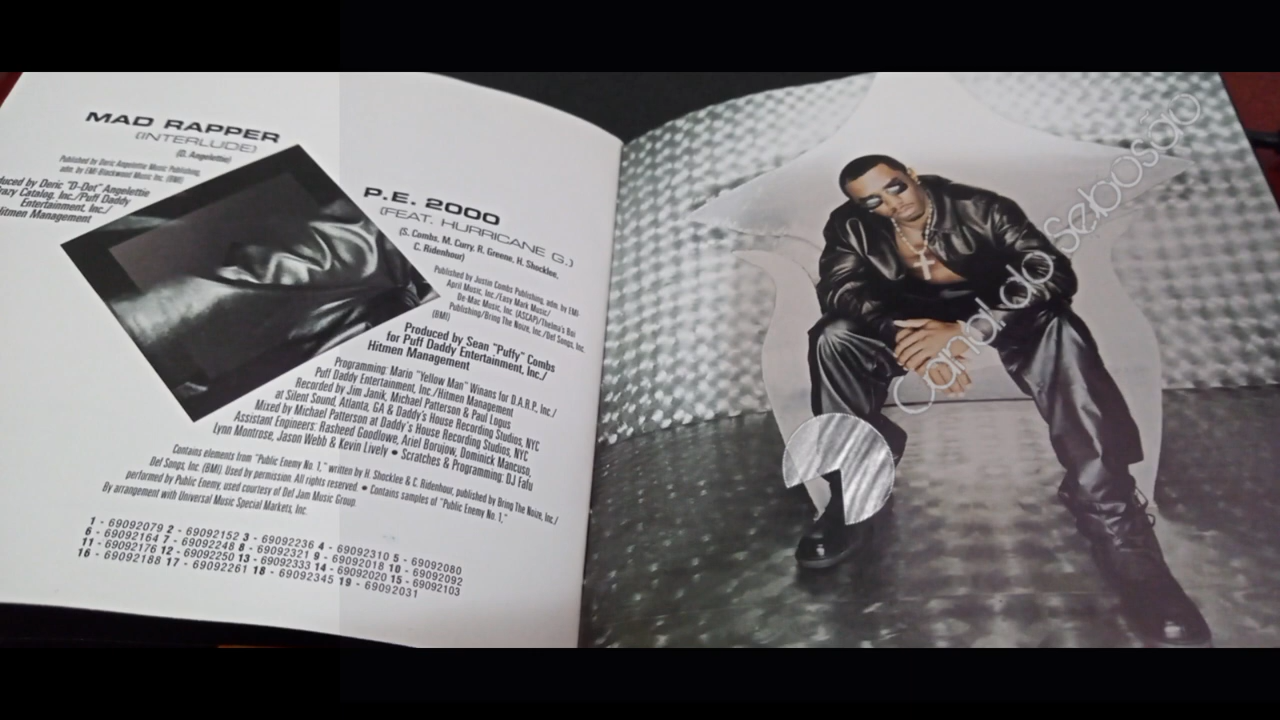 MAD RAPPER
(INTERLUDE)
(D. Angelettie)
Published by Deric Angelettie Music Publishing,
adm. by EMI Blackwood Music Inc. (BMI)
duced by Deric "D-Dot" Angelettie
razy Catalog, Inc./Puff Daddy
Entertainment, Inc./
Hitmen Management
P.E. 2000
(FEAT. HURRICANE G.)
(S. Combs, M. Curry, R. Greene, H. Shocklee,
C. Ridenhour)
Published by Justin Combs Publishing, adm. by EMI
April Music, Inc./Easy Mark Music/
De-Mac Music, Inc. (ASCAP)/Thelma's Boi
Publishing/Bring The Noize, Inc./Def Songs, Inc.
(BMI)
Produced by Sean "Puffy" Combs
for Puff Daddy Entertainment, Inc./
Hitmen Management
Programming: Mario "Yellow Man" Winans for D.A.R.P., Inc./
Puff Daddy Entertainment, Inc./Hitmen Management
Recorded by Jim Janik, Michael Patterson & Paul Logus
at Silent Sound, Atlanta, GA & Daddy's House Recording Studios, NYC
Mixed by Michael Patterson at Daddy's House Recording Studios, NYC
Assistant Engineers: Rasheed Goodlowe, Ariel Borujow, Dominick Mancuso,
Lynn Montrose, Jason Webb & Kevin Lively • Scratches & Programming: DJ Fafu
Contains elements from "Public Enemy No. 1," written by H. Shocklee & C. Ridenhour, published by Bring The Noize, Inc./
Def Songs, Inc. (BMI). Used by permission. All rights reserved. • Contains samples of "Public Enemy No. 1,"
performed by Public Enemy, used courtesy of Def Jam Music Group.
By arrangement with Universal Music Special Markets, Inc.
1 - 69092079 2 - 69092152 3 - 69092236 4 - 69092310 5 - 69092080
6 - 69092164 7 - 69092248 8 - 69092321 9 - 69092018 10 - 69092092
11 - 69092176 12 - 69092250 13 - 69092333 14 - 69092020 15 - 69092103
16 - 69092188 17 - 69092261 18 - 69092345 19 - 69092031
Canal do Sebosão